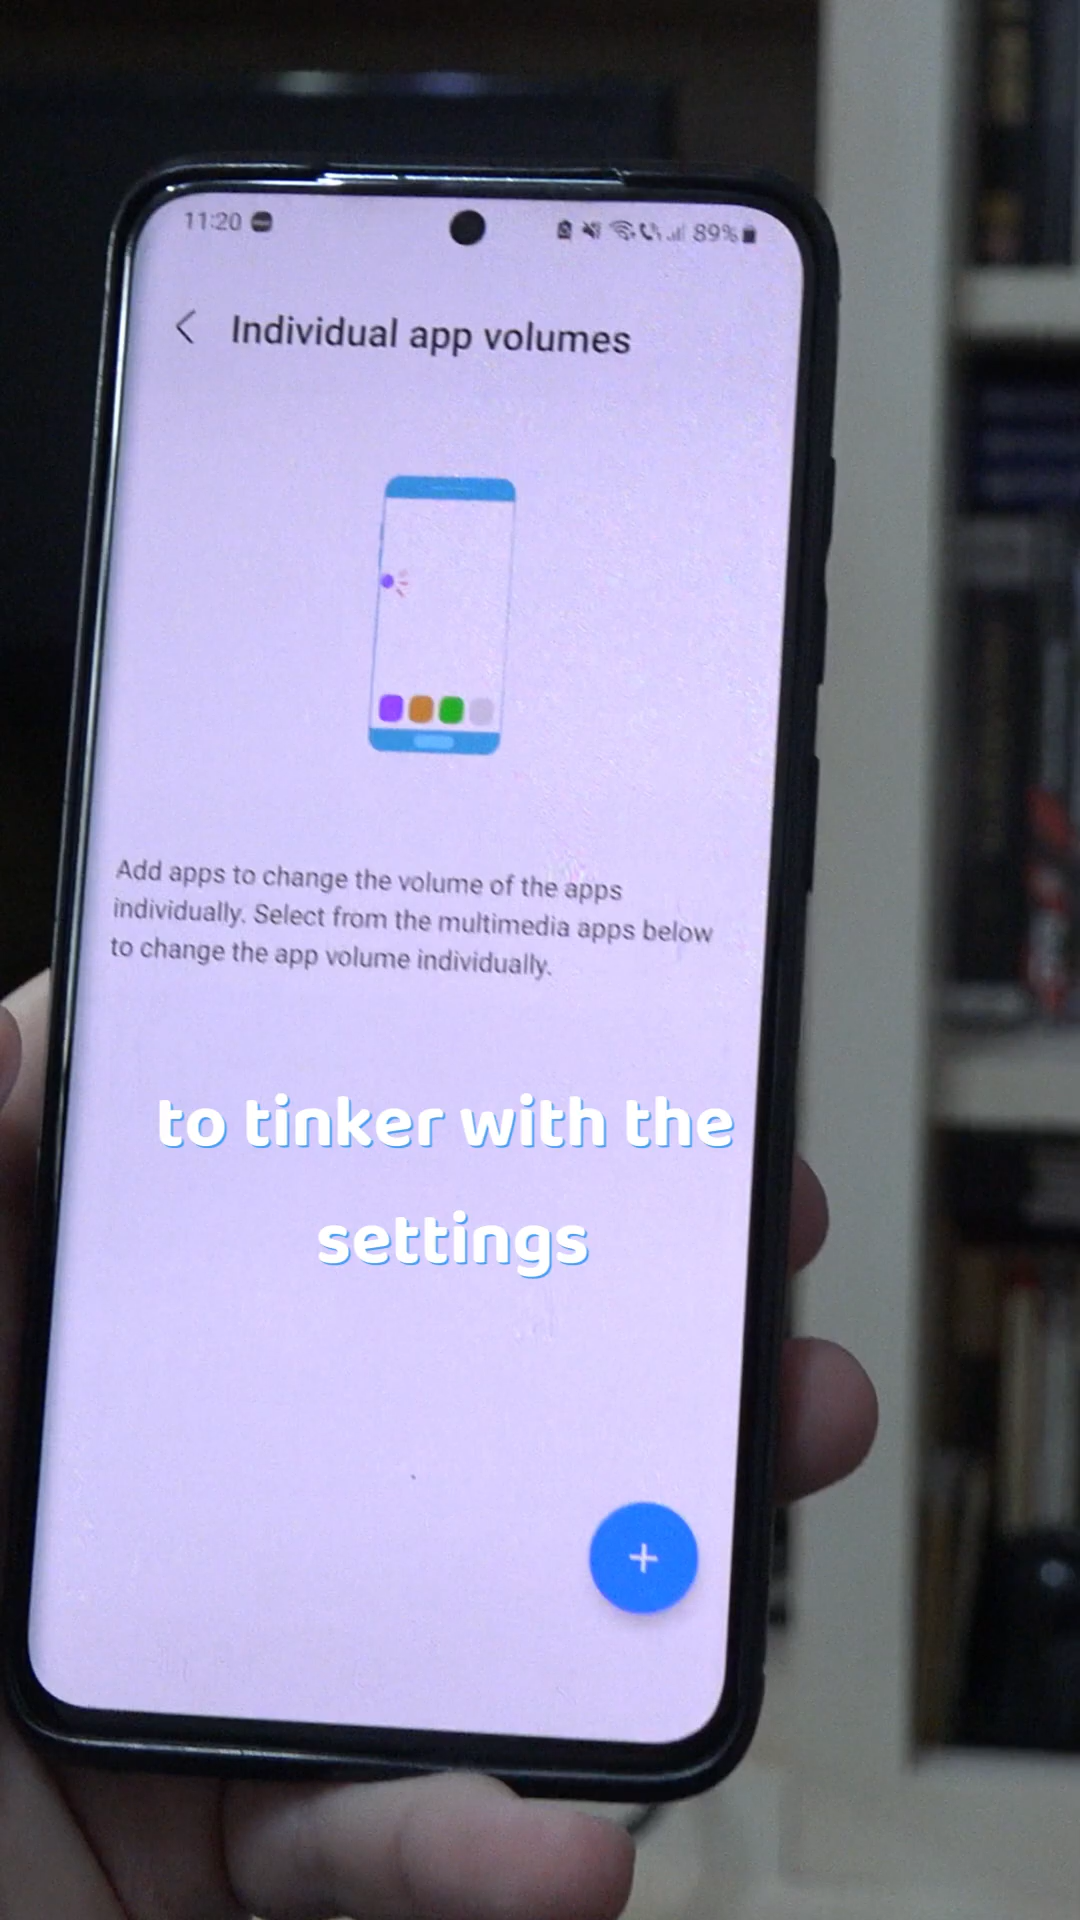 11:20
89%
Individual app volumes
Add apps to change the volume of the apps
individually. Select from the multimedia apps below
to change the app volume individually.
to tinker with the
settings
+